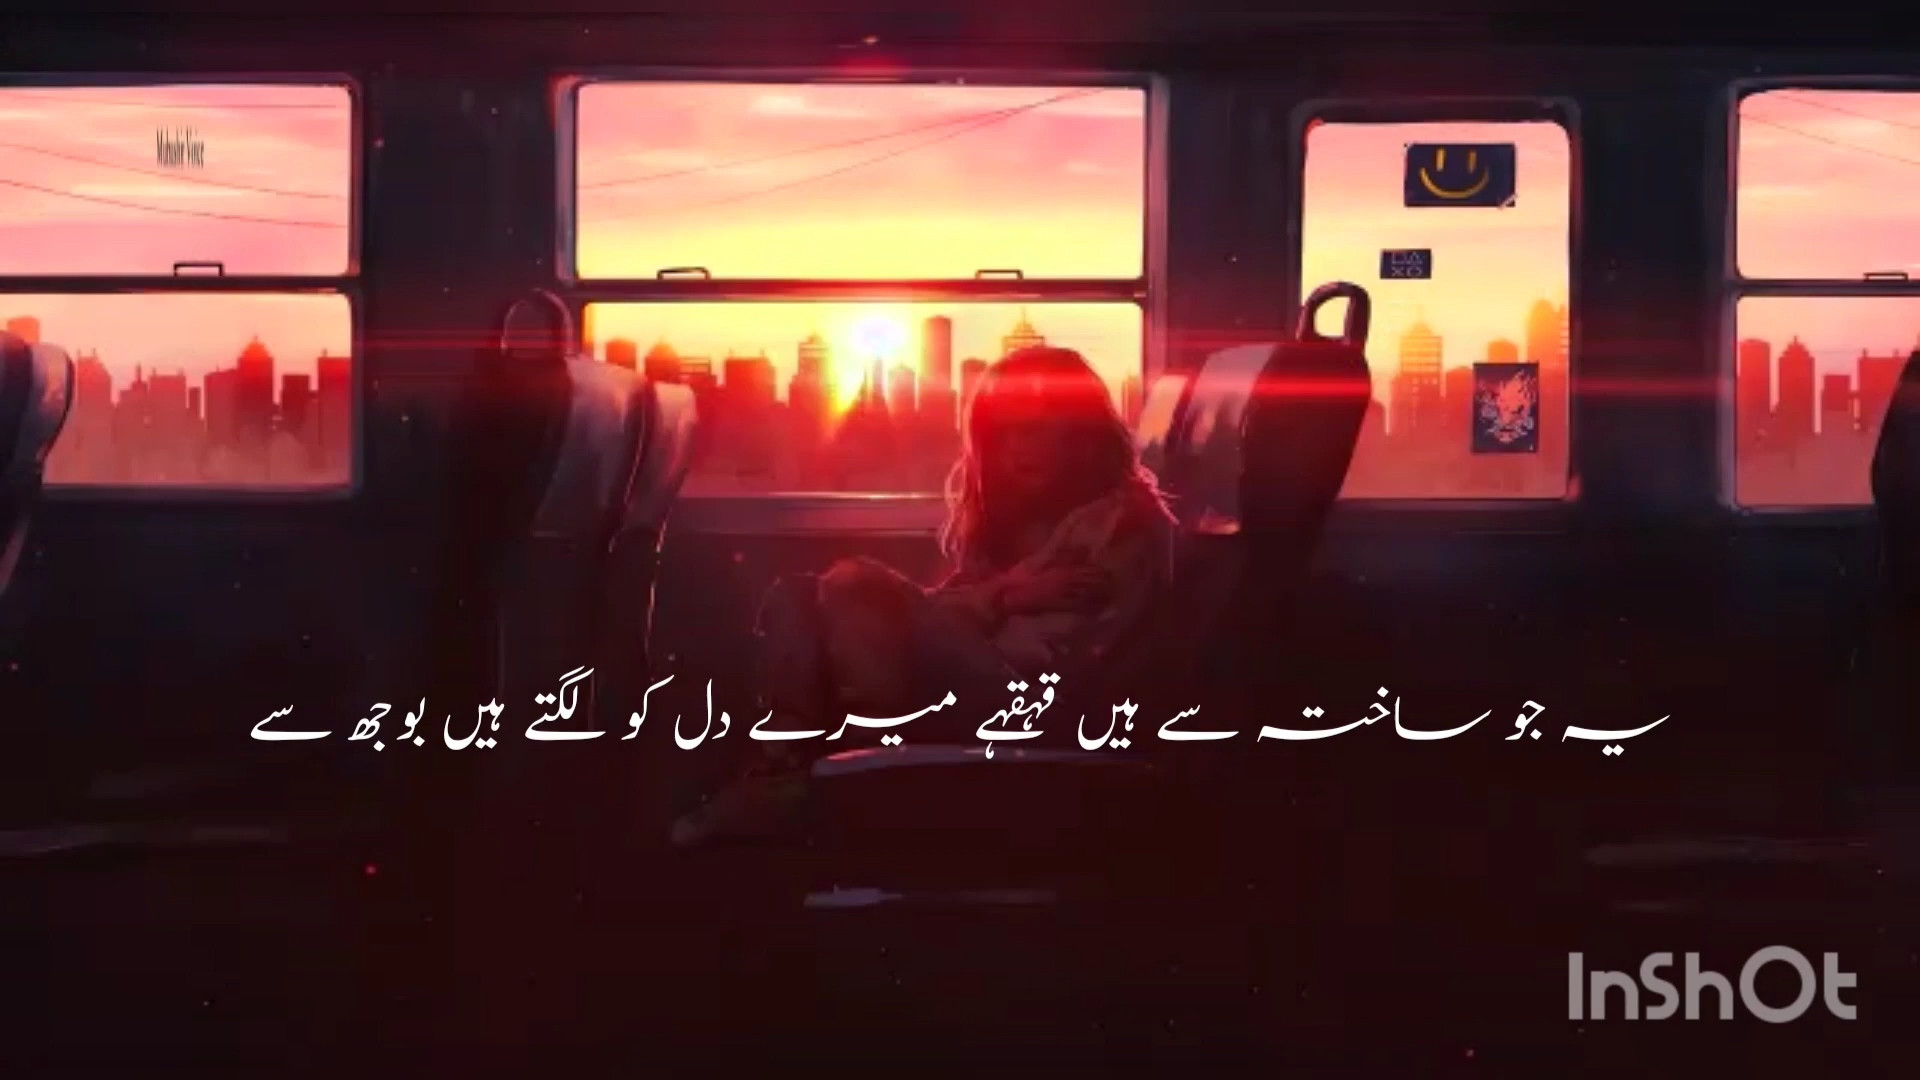 یہ جو ساختہ سے ہیں قہقہے میرے دل کو لگتے ہیں بوجھ سے
InShOt